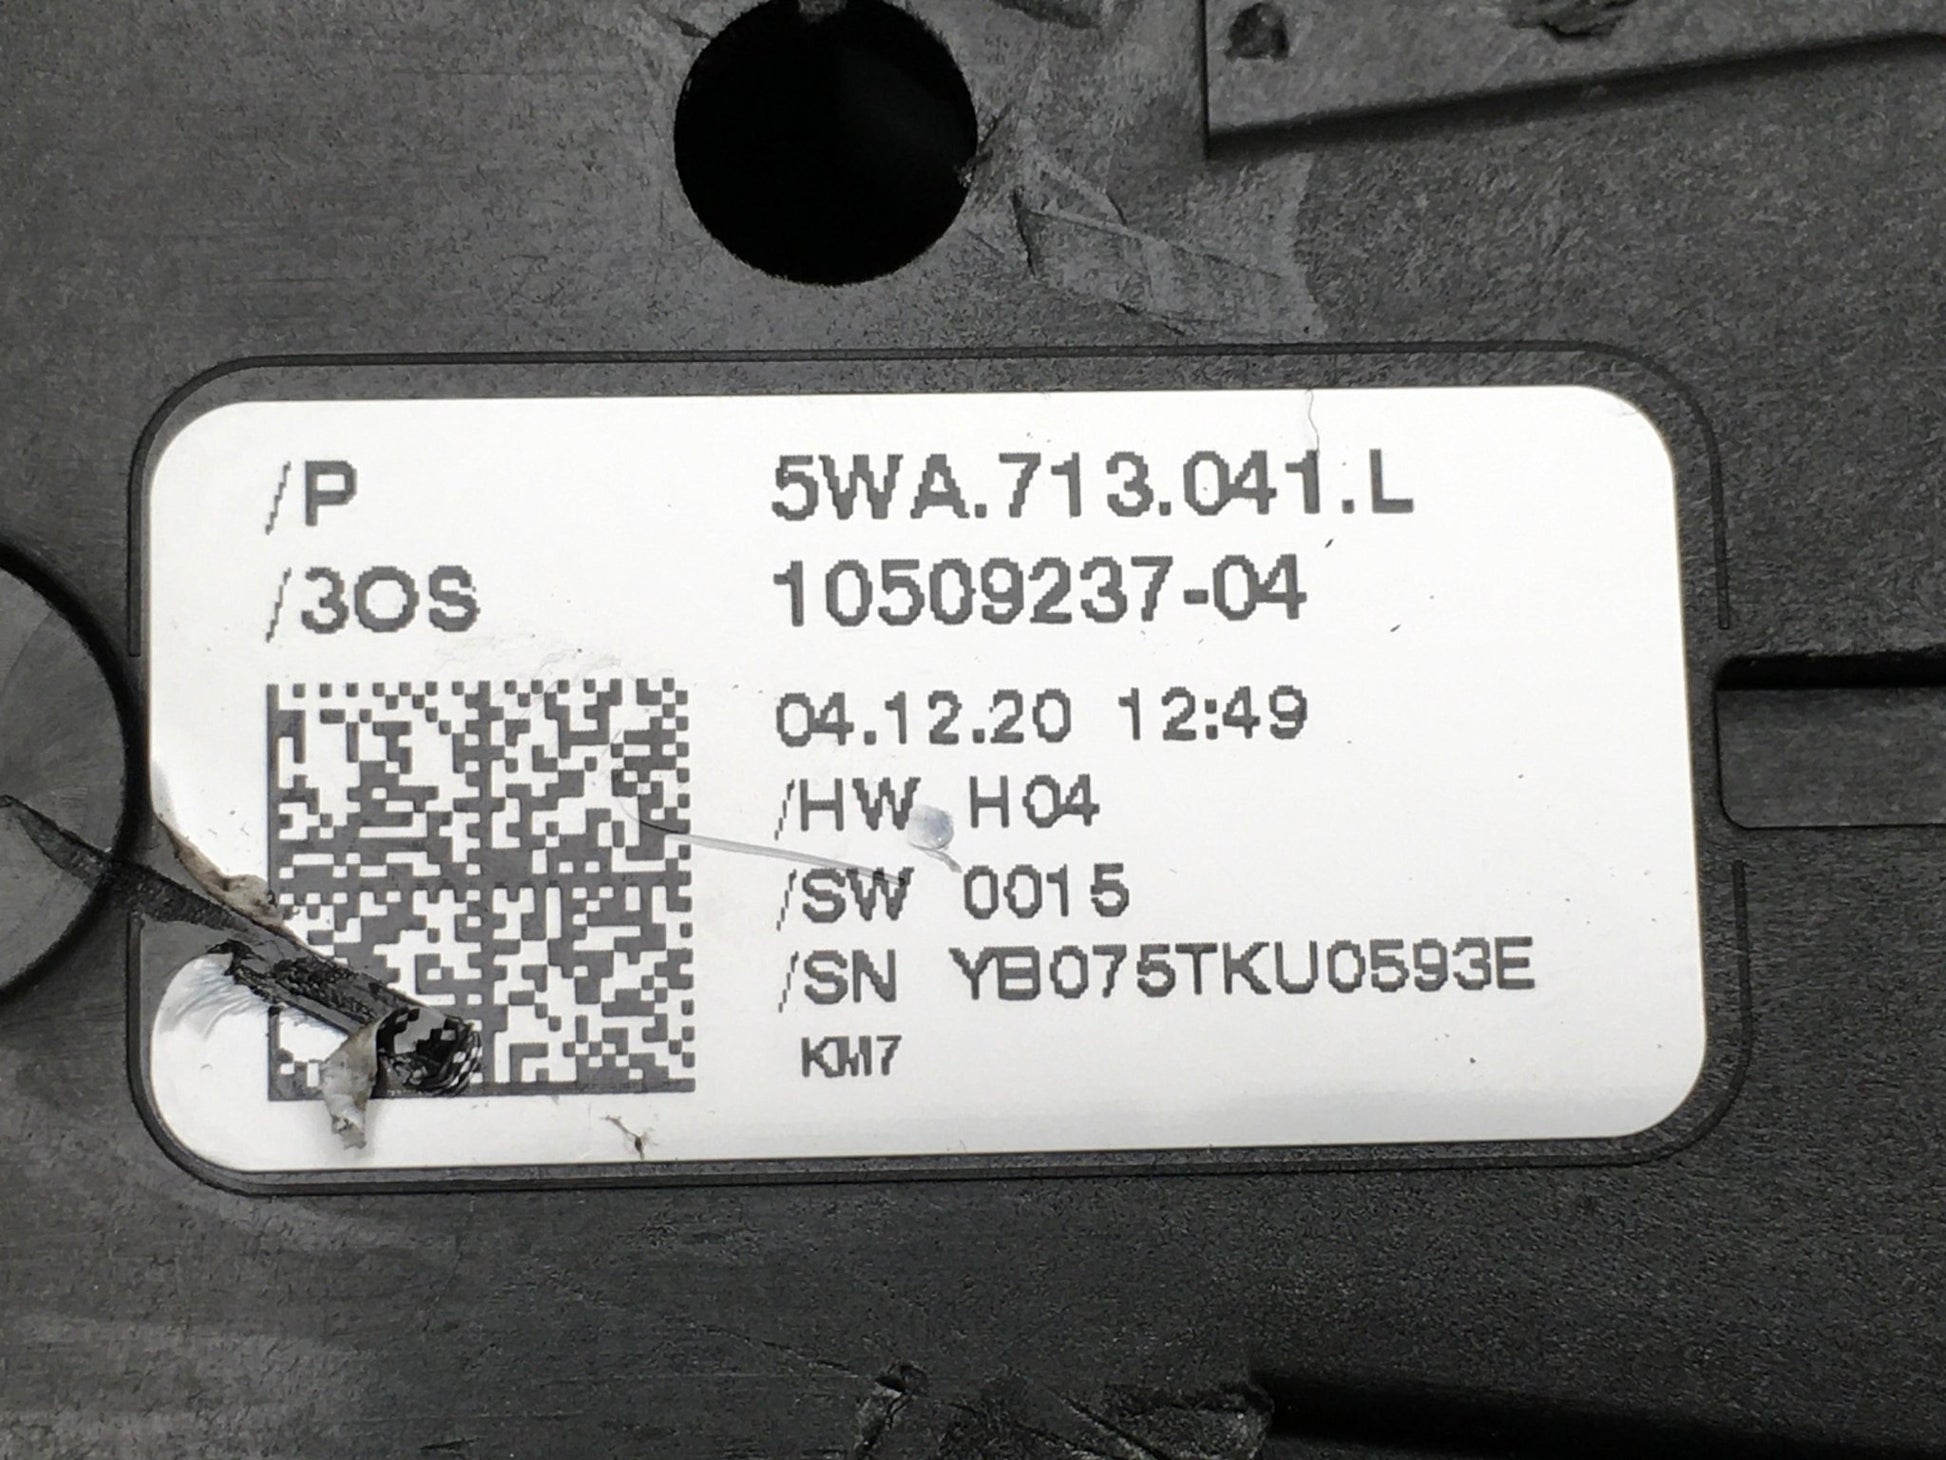 /P 5WA.713.041.L
/3OS 10509237-04
04.12.20 12:49
/HW H04
/SW 0015
/SN YB075TKU0593E
KM7